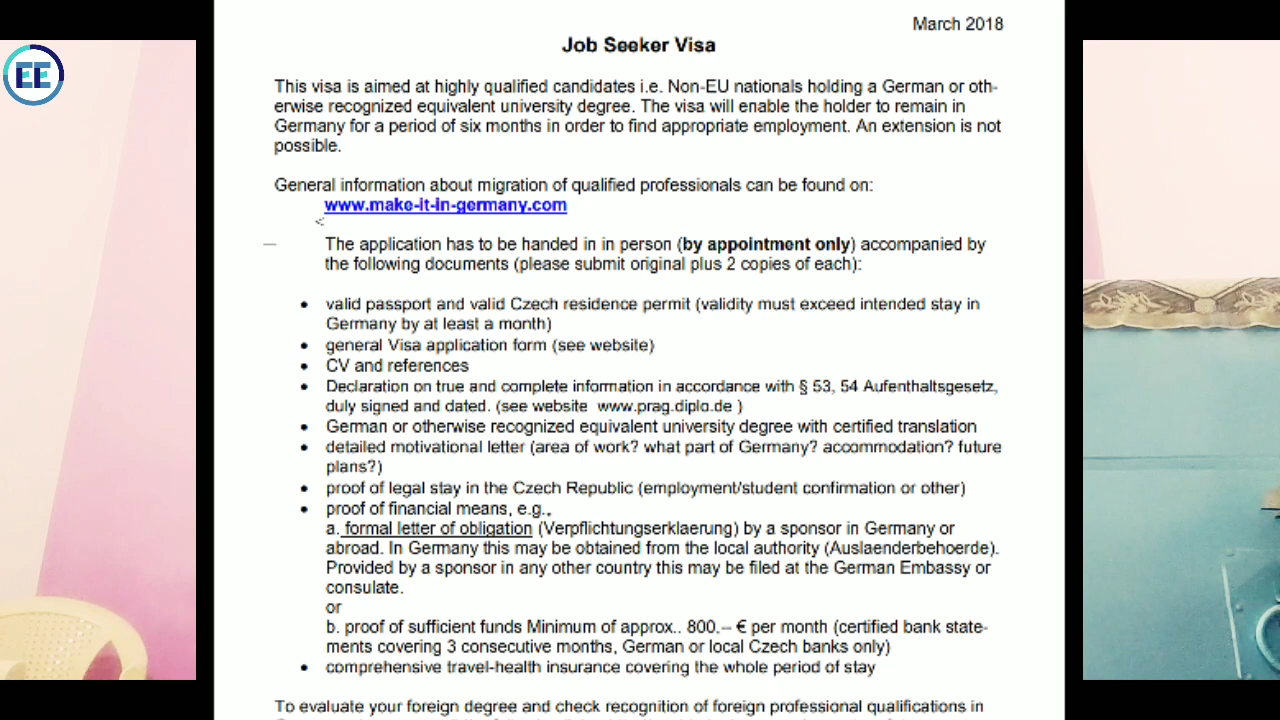 March 2018
Job Seeker Visa
EE
This visa is aimed at highly qualified candidates i.e. Non-EU nationals holding a German or oth-
erwise recognized equivalent university degree. The visa will enable the holder to remain in
Germany for a period of six months in order to find appropriate employment. An extension is not
possible.
General information about migration of qualified professionals can be found on:
www.make-it-in-germany.com
<
The application has to be handed in in person (by appointment only) accompanied by
the following documents (please submit original plus 2 copies of each):
• valid passport and valid Czech residence permit (validity must exceed intended stay in
Germany by at least a month)
• general Visa application form (see website)
• CV and references
• Declaration on true and complete information in accordance with § 53, 54 Aufenthaltsgesetz,
duly signed and dated. (see website www.prag.diplo.de )
• German or otherwise recognized equivalent university degree with certified translation
• detailed motivational letter (area of work? what part of Germany? accommodation? future
plans?)
• proof of legal stay in the Czech Republic (employment/student confirmation or other)
• proof of financial means, e.g.,
a. formal letter of obligation (Verpflichtungserklaerung) by a sponsor in Germany or
abroad. In Germany this may be obtained from the local authority (Auslaenderbehoerde).
Provided by a sponsor in any other country this may be filed at the German Embassy or
consulate.
or
b. proof of sufficient funds Minimum of approx.. 800,-- € per month (certified bank state-
ments covering 3 consecutive months, German or local Czech banks only)
• comprehensive travel-health insurance covering the whole period of stay
To evaluate your foreign degree and check recognition of foreign professional qualifications in